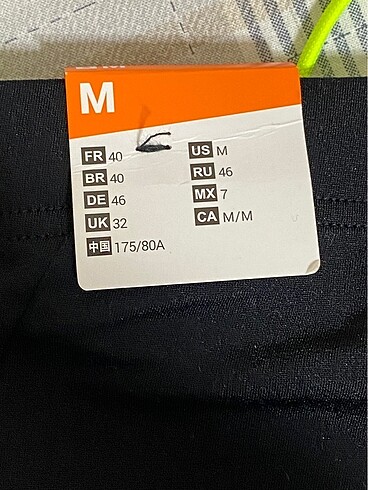 M
FR 40
BR 40
DE 46
UK 32
中国 175/80A
US M
RU 46
MX 7
CA M/M